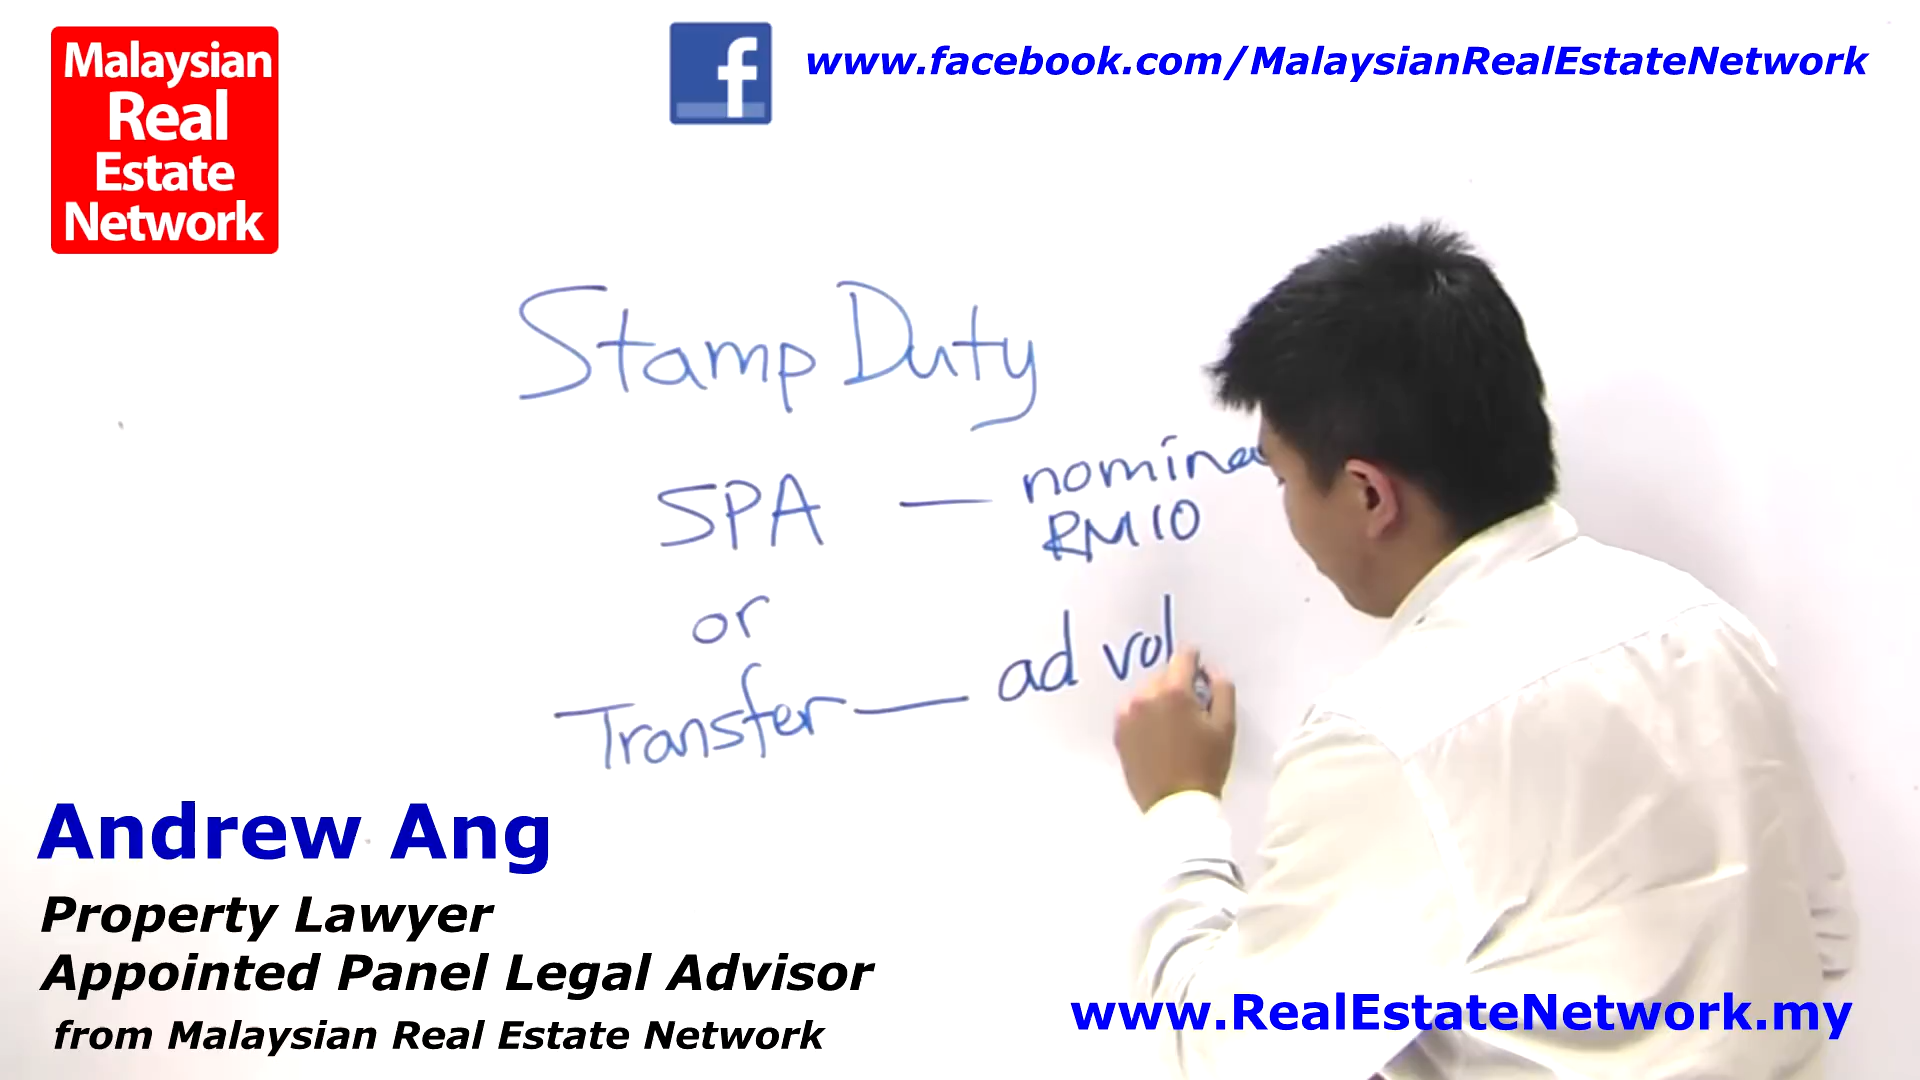 Malaysian
Real
Estate
Network
f
www.facebook.com/MalaysianRealEstateNetwork
Stamp Duty
SPA — nomina
RM10
or
Transfer — ad vol
Andrew Ang
Property Lawyer
Appointed Panel Legal Advisor
from Malaysian Real Estate Network
www.RealEstateNetwork.my